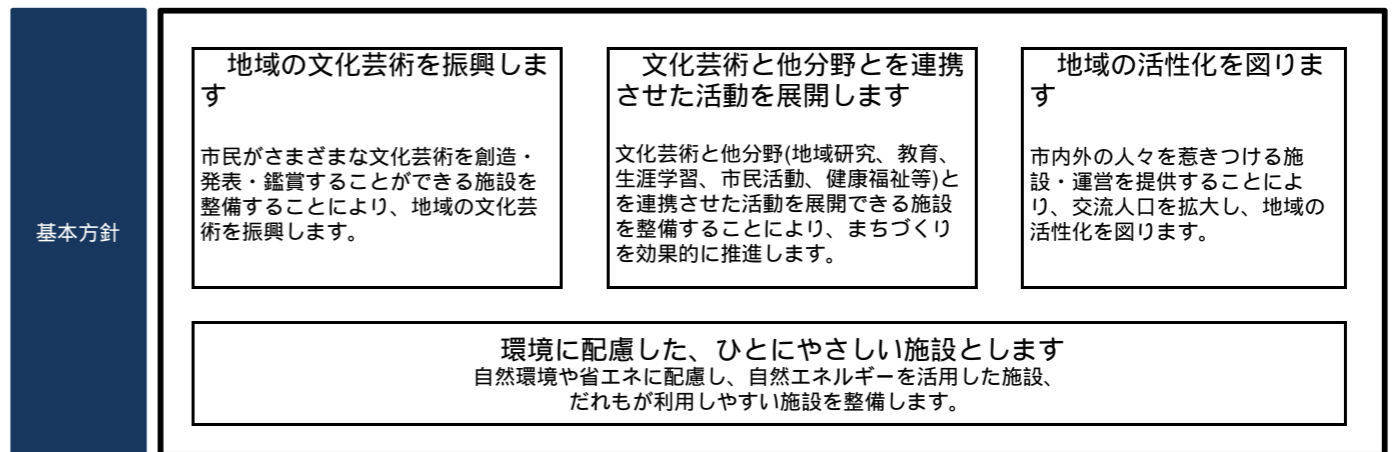 基本方針
地域の文化芸術を振興しま
す
市民がさまざまな文化芸術を創造・
発表・鑑賞することができる施設を
整備することにより、地域の文化芸
術を振興します。
文化芸術と他分野とを連携
させた活動を展開します
文化芸術と他分野(地域研究、教育、
生涯学習、市民活動、健康福祉等)と
を連携させた活動を展開できる施設
を整備することにより、まちづくり
を効果的に推進します。
地域の活性化を図りま
す
市内外の人々を惹きつける施
設・運営を提供することによ
り、交流人口を拡大し、地域の
活性化を図ります。
環境に配慮した、ひとにやさしい施設とします
自然環境や省エネに配慮し、自然エネルギーを活用した施設、
だれもが利用しやすい施設を整備します。